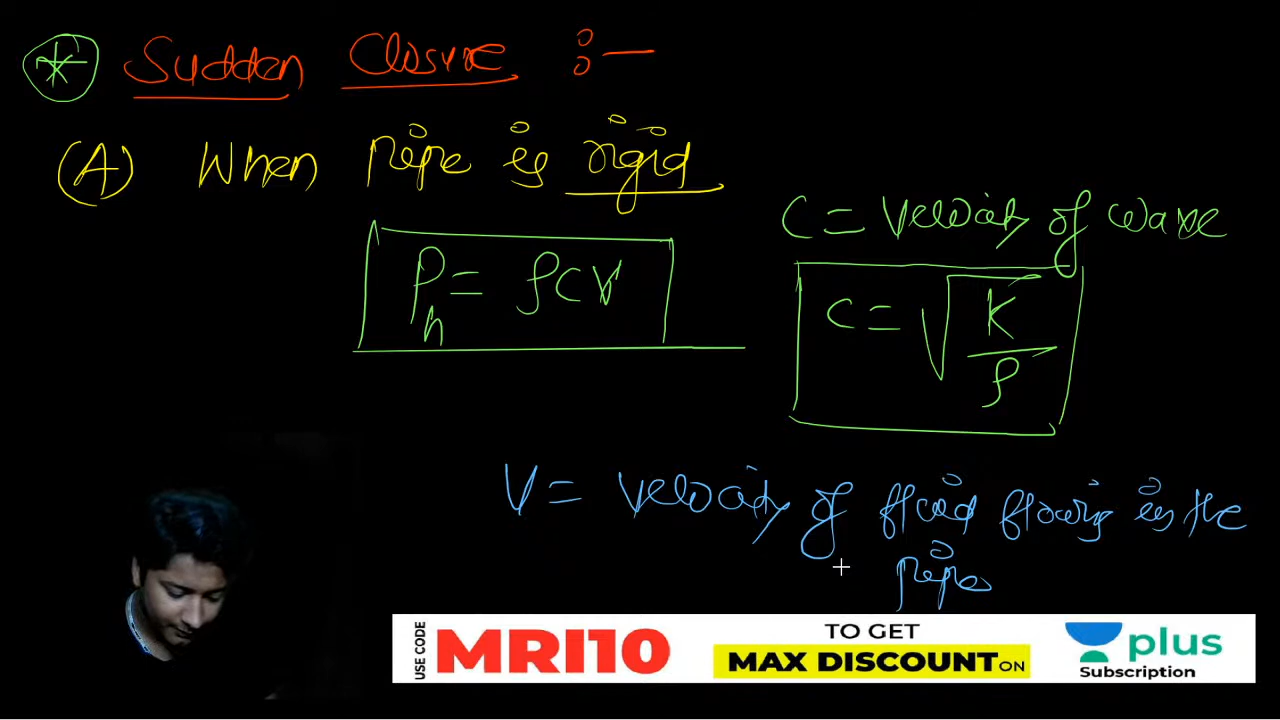 * Sudden Closure :-
(A) When pipe is rigid
C = Velocity of wave
Ph = ρCV
C = √K/ρ
V = Velocity of fluid flowing in the
pipe
USE CODE MRI10 TO GET MAX DISCOUNT ON plus Subscription